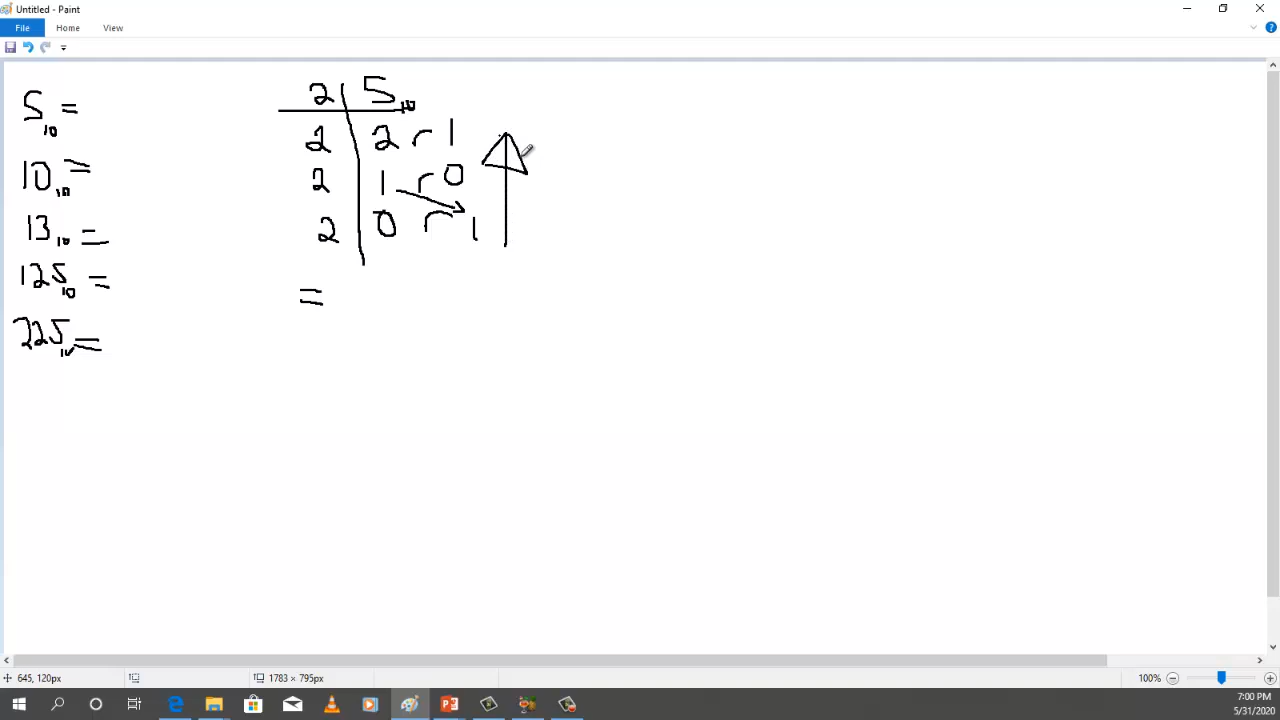 Untitled - Paint
File Home View
5₁₀ =
10₁₀ =
13₁₀ =
125₁₀ =
225₁₀ =
2 | 5₁₀
2 | 2 r 1
2 | 1 r 0
2 | 0 r 1
=
645, 120px
1783 × 795px
100%
7:00 PM
5/31/2020